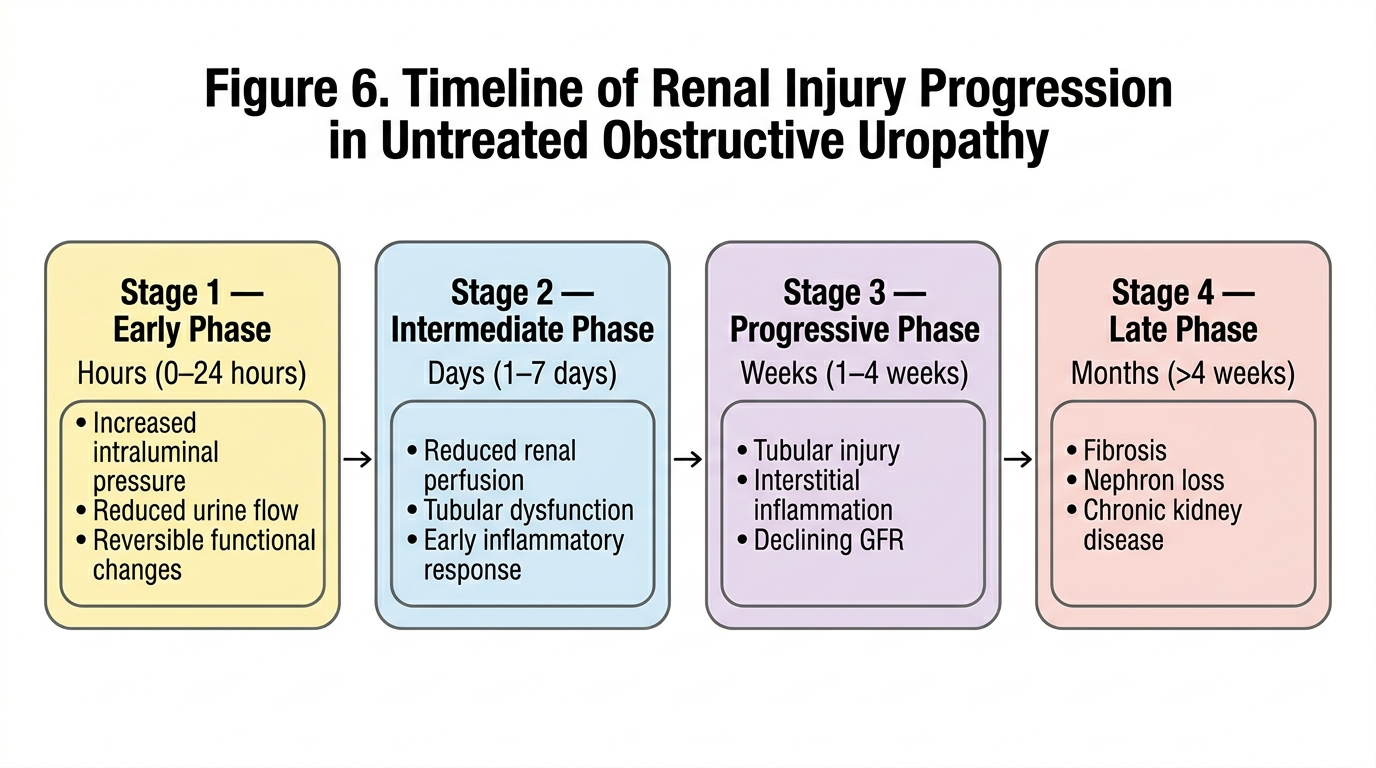 Figure 6. Timeline of Renal Injury Progression
in Untreated Obstructive Uropathy
Stage 1 —
Early Phase
Hours (0–24 hours)
• Increased
intraluminal
pressure
• Reduced urine flow
• Reversible functional
changes
→
Stage 2 —
Intermediate Phase
Days (1–7 days)
• Reduced renal
perfusion
• Tubular dysfunction
• Early inflammatory
response
→
Stage 3 —
Progressive Phase
Weeks (1–4 weeks)
• Tubular injury
• Interstitial
inflammation
• Declining GFR
→
Stage 4 —
Late Phase
Months (>4 weeks)
• Fibrosis
• Nephron loss
• Chronic kidney
disease